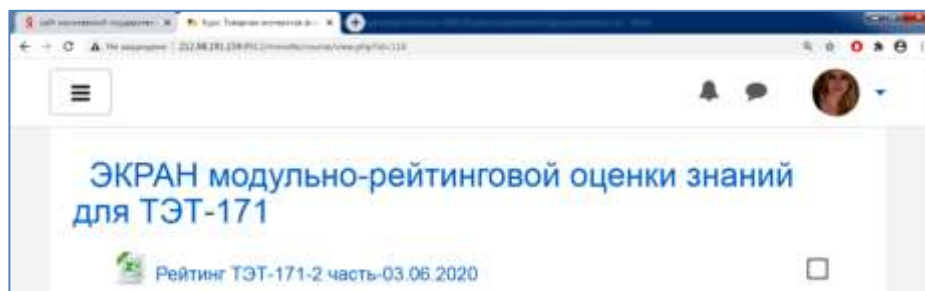 ЭКРАН модульно-рейтинговой оценки знаний
для ТЭТ-171
Рейтинг ТЭТ-171-2 часть-03.06.2020